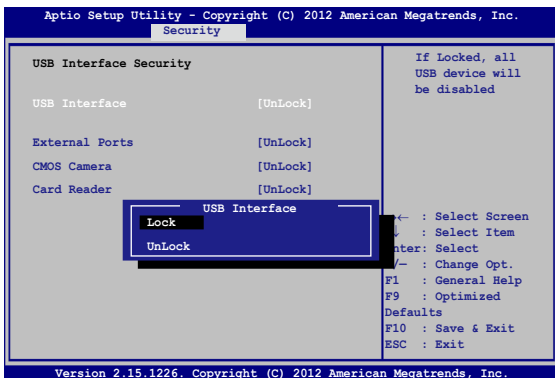 Aptio Setup Utility - Copyright (C) 2012 American Megatrends, Inc.
Security
USB Interface Security
USB Interface [UnLock]
External Ports [UnLock]
CMOS Camera [UnLock]
Card Reader [UnLock]
USB Interface
Lock
UnLock
If Locked, all
USB device will
be disabled
→← : Select Screen
↓ : Select Item
nter: Select
/— : Change Opt.
F1 : General Help
F9 : Optimized
Defaults
F10 : Save & Exit
ESC : Exit
Version 2.15.1226. Copyright (C) 2012 American Megatrends, Inc.